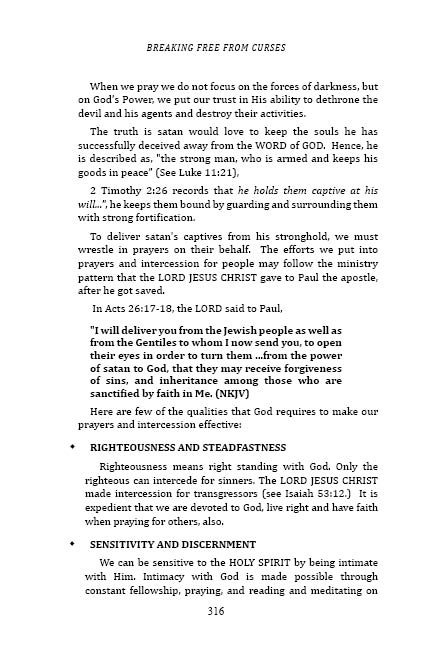 BREAKING FREE FROM CURSES
When we pray we do not focus on the forces of darkness, but
on God's Power, we put our trust in His ability to dethrone the
devil and his agents and destroy their activities.
The truth is satan would love to keep the souls he has
successfully deceived away from the WORD of GOD. Hence, he
is described as, "the strong man, who is armed and keeps his
goods in peace" (See Luke 11:21),
2 Timothy 2:26 records that he holds them captive at his
will...", he keeps them bound by guarding and surrounding them
with strong fortification.
To deliver satan's captives from his stronghold, we must
wrestle in prayers on their behalf. The efforts we put into
prayers and intercession for people may follow the ministry
pattern that the LORD JESUS CHRIST gave to Paul the apostle,
after he got saved.
In Acts 26:17-18, the LORD said to Paul,
"I will deliver you from the Jewish people as well as
from the Gentiles to whom I now send you, to open
their eyes in order to turn them ...from the power
of satan to God, that they may receive forgiveness
of sins, and inheritance among those who are
sanctified by faith in Me. (NKJV)
Here are few of the qualities that God requires to make our
prayers and intercession effective:
◆ RIGHTEOUSNESS AND STEADFASTNESS
Righteousness means right standing with God. Only the
righteous can intercede for sinners. The LORD JESUS CHRIST
made intercession for transgressors (see Isaiah 53:12.) It is
expedient that we are devoted to God, live right and have faith
when praying for others, also.
◆ SENSITIVITY AND DISCERNMENT
We can be sensitive to the HOLY SPIRIT by being intimate
with Him. Intimacy with God is made possible through
constant fellowship, praying, and reading and meditating on
316